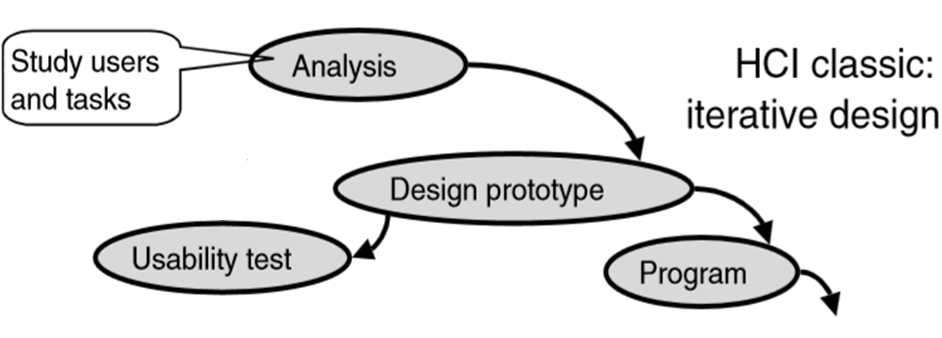 Study users
and tasks
Analysis
HCI classic:
iterative design
Design prototype
Usability test
Program